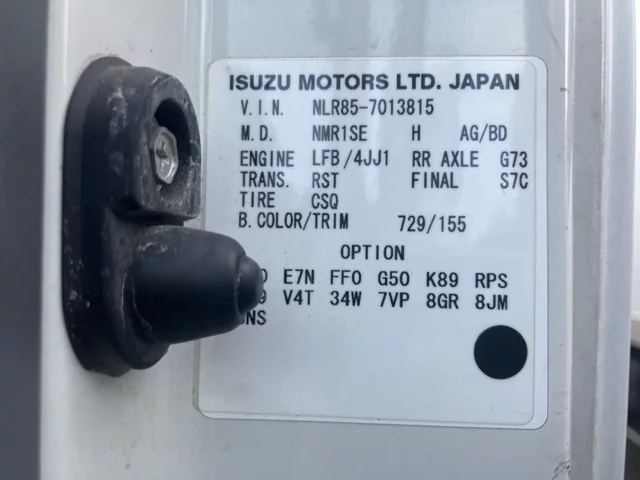 ISUZU MOTORS LTD. JAPAN
V.I.N. NLR85-7013815
M.D. NMR1SE H AG/BD
ENGINE LFB/4JJ1 RR AXLE G73
TRANS. RST FINAL S7C
TIRE CSQ
B.COLOR/TRIM 729/155
OPTION
E7N FF0 G50 K89 RPS
V4T 34W 7VP 8GR 8JM